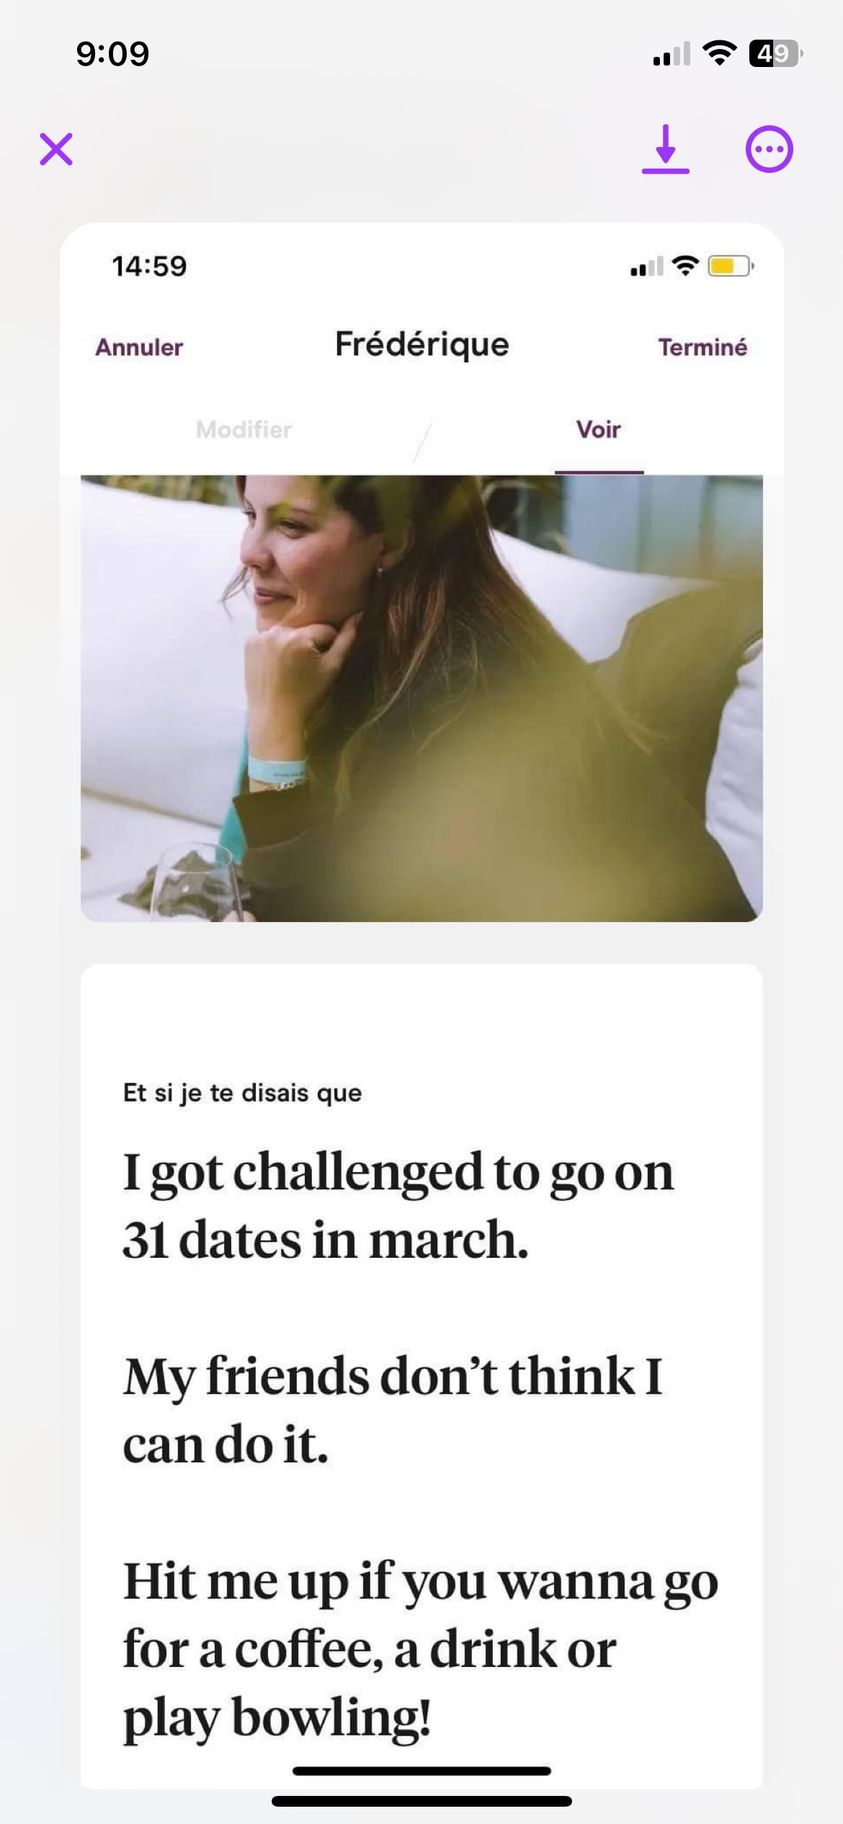 9:09
49
14:59
Annuler
Frédérique
Terminé
Modifier
Voir
Et si je te disais que
I got challenged to go on
31 dates in march.
My friends don’t think I
can do it.
Hit me up if you wanna go
for a coffee, a drink or
play bowling!